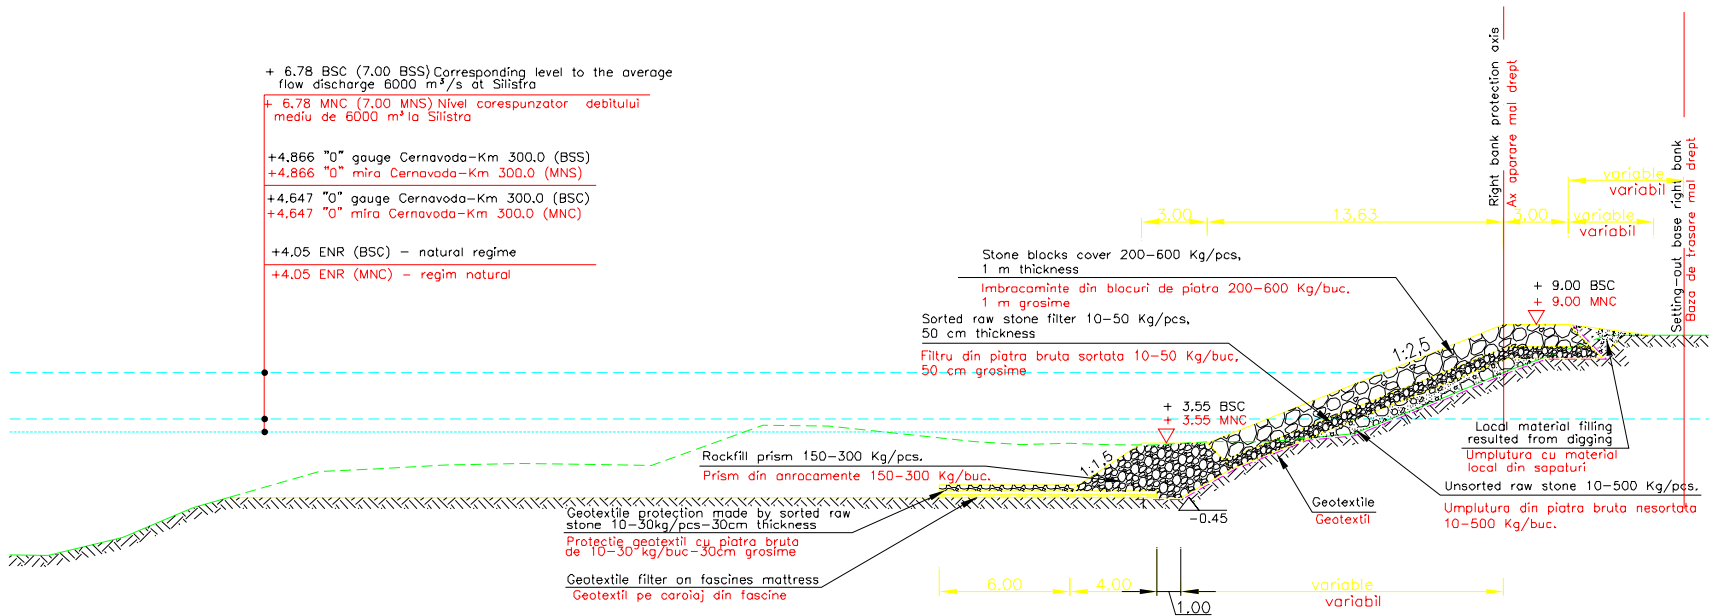 + 6.78 BSC (7.00 BSS) Corresponding level to the average
flow discharge 6000 m³/s at Silistra
+ 6.78 MNC (7.00 MNS) Nivel corespunzator debitului
mediu de 6000 m³ la Silistra
+4.866 "0" gauge Cernavoda-Km 300.0 (BSS)
+4.866 "0" mira Cernavoda-Km 300.0 (MNS)
+4.647 "0" gauge Cernavoda-Km 300.0 (BSC)
+4.647 "0" mira Cernavoda-Km 300.0 (MNC)
+4.05 ENR (BSC) - natural regime
+4.05 ENR (MNC) - regim natural
Right bank protection axis
Ax aparare mal drept
Setting-out base right bank
Baza de trasare mal drept
variable
variabil
3.00
13.63
3.00
variable
variabil
Stone blocks cover 200-600 Kg/pcs,
1 m thickness
Imbracaminte din blocuri de piatra 200-600 Kg/buc.
1 m grosime
+ 9.00 BSC
+ 9.00 MNC
Sorted raw stone filter 10-50 Kg/pcs,
50 cm thickness
Filtru din piatra bruta sortata 10-50 Kg/buc.
50 cm grosime
1:2,5
+ 3.55 BSC
+ 3.55 MNC
Local material filling
resulted from digging
Umplutura cu material
local din sapaturi
Rockfill prism 150-300 Kg/pcs.
Prism din anrocamente 150-300 Kg/buc.
1:1.5
Unsorted raw stone 10-500 Kg/pcs.
Umplutura din piatra bruta nesortata
10-500 Kg/buc.
Geotextile
Geotextil
-0.45
Geotextile protection made by sorted raw
stone 10-30kg/pcs-30cm thickness
Protectie geotextil cu piatra bruta
de 10-30 kg/buc-30cm grosime
Geotextile filter on fascines mattress
Geotextil pe caroiaj din fascine
6.00
4.00
1.00
variable
variabil